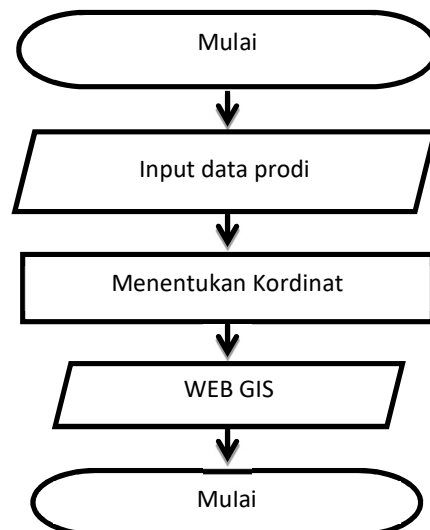 Mulai
Input data prodi
Menentukan Kordinat
WEB GIS
Mulai